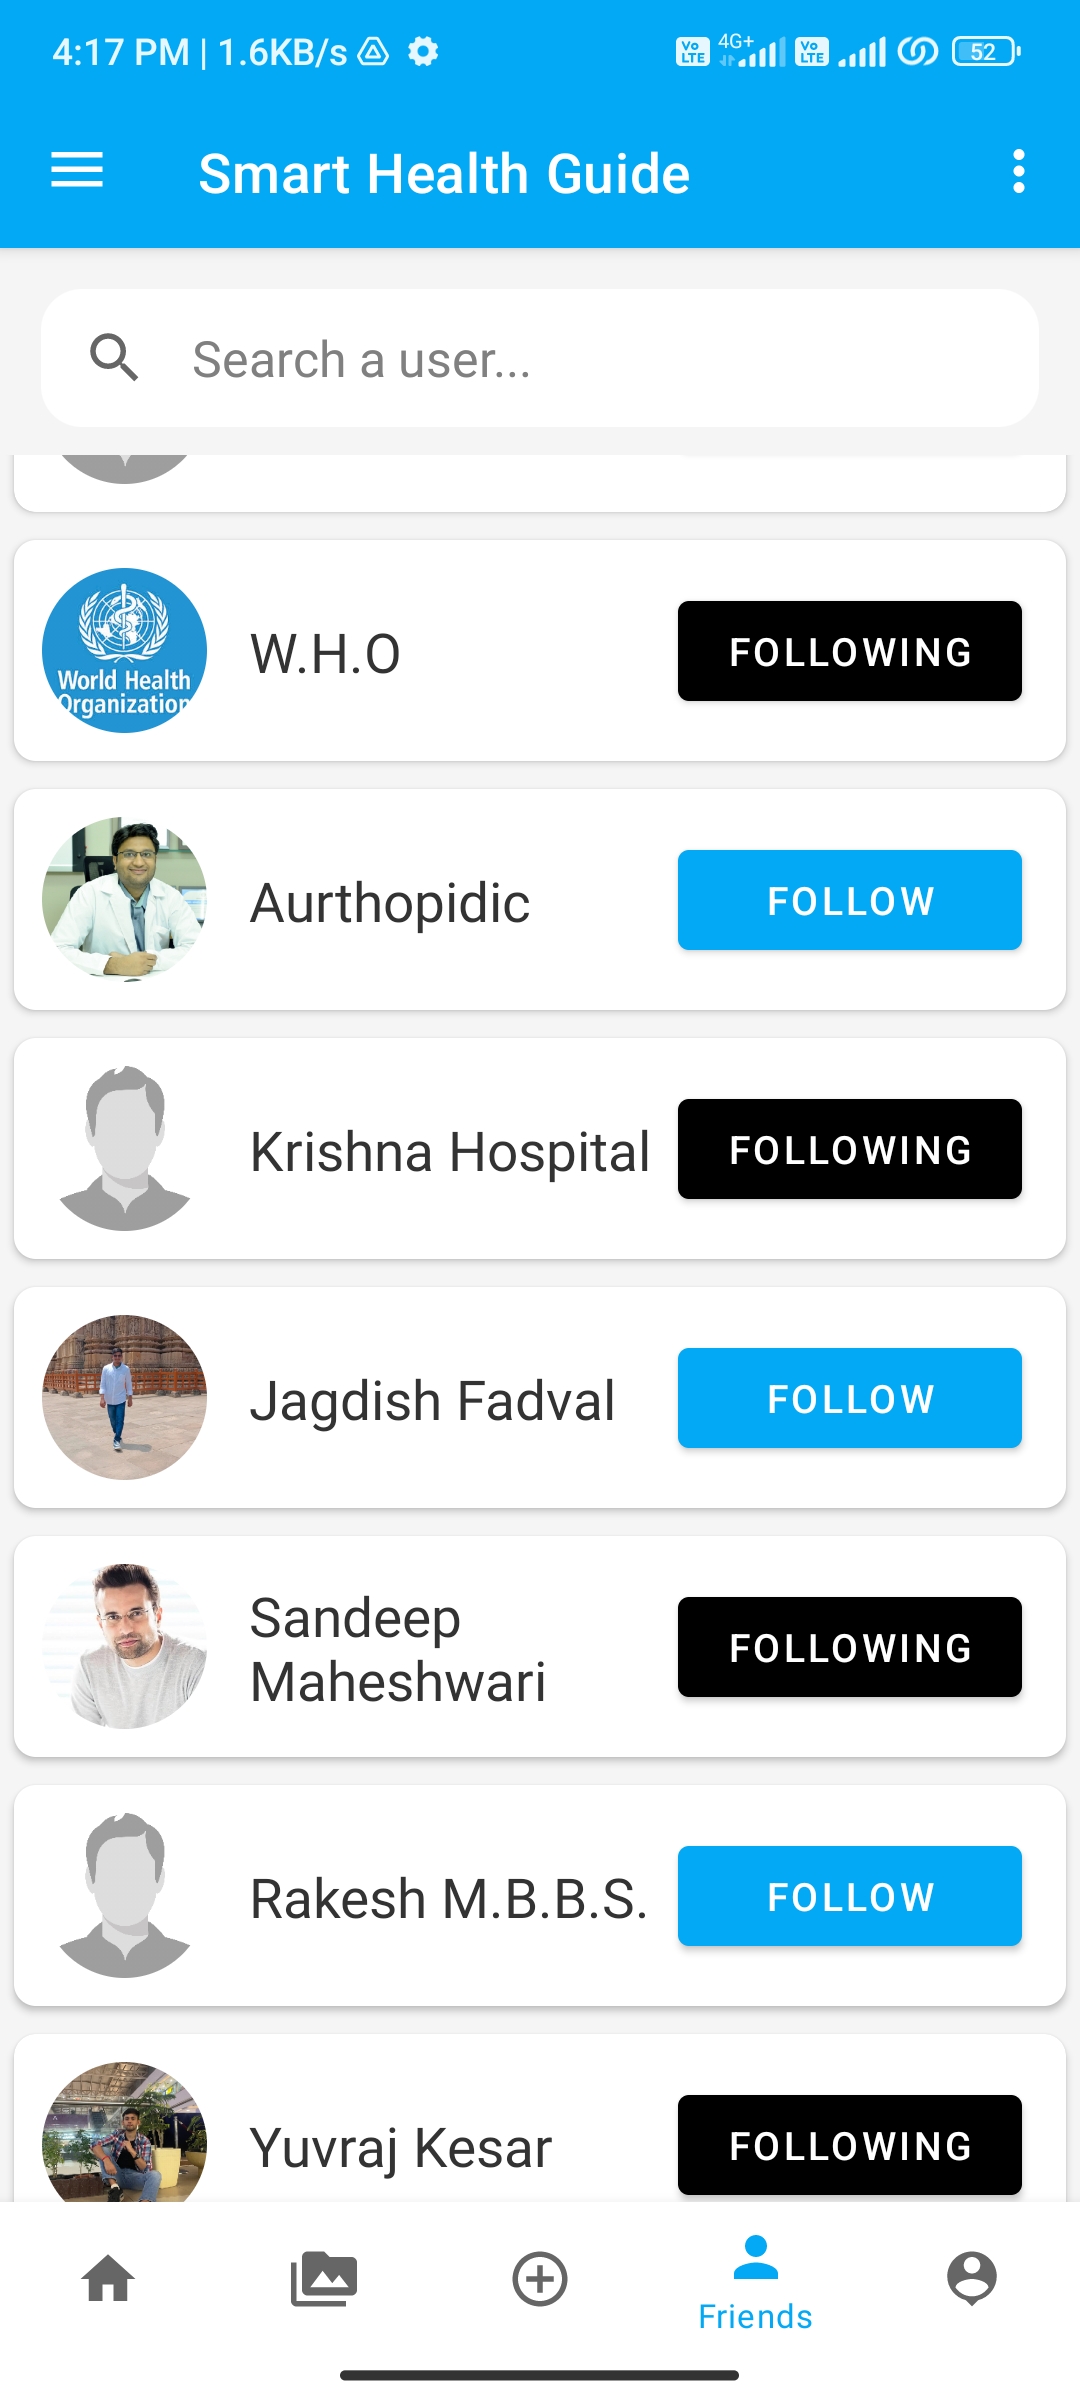 4:17 PM | 1.6KB/s
Vo LTE 4G+ Vo LTE 52
Smart Health Guide
Search a user...
World Health
Organization
W.H.O
FOLLOWING
Aurthopidic
FOLLOW
Krishna Hospital
FOLLOWING
Jagdish Fadval
FOLLOW
Sandeep
Maheshwari
FOLLOWING
Rakesh M.B.B.S.
FOLLOW
Yuvraj Kesar
FOLLOWING
Friends